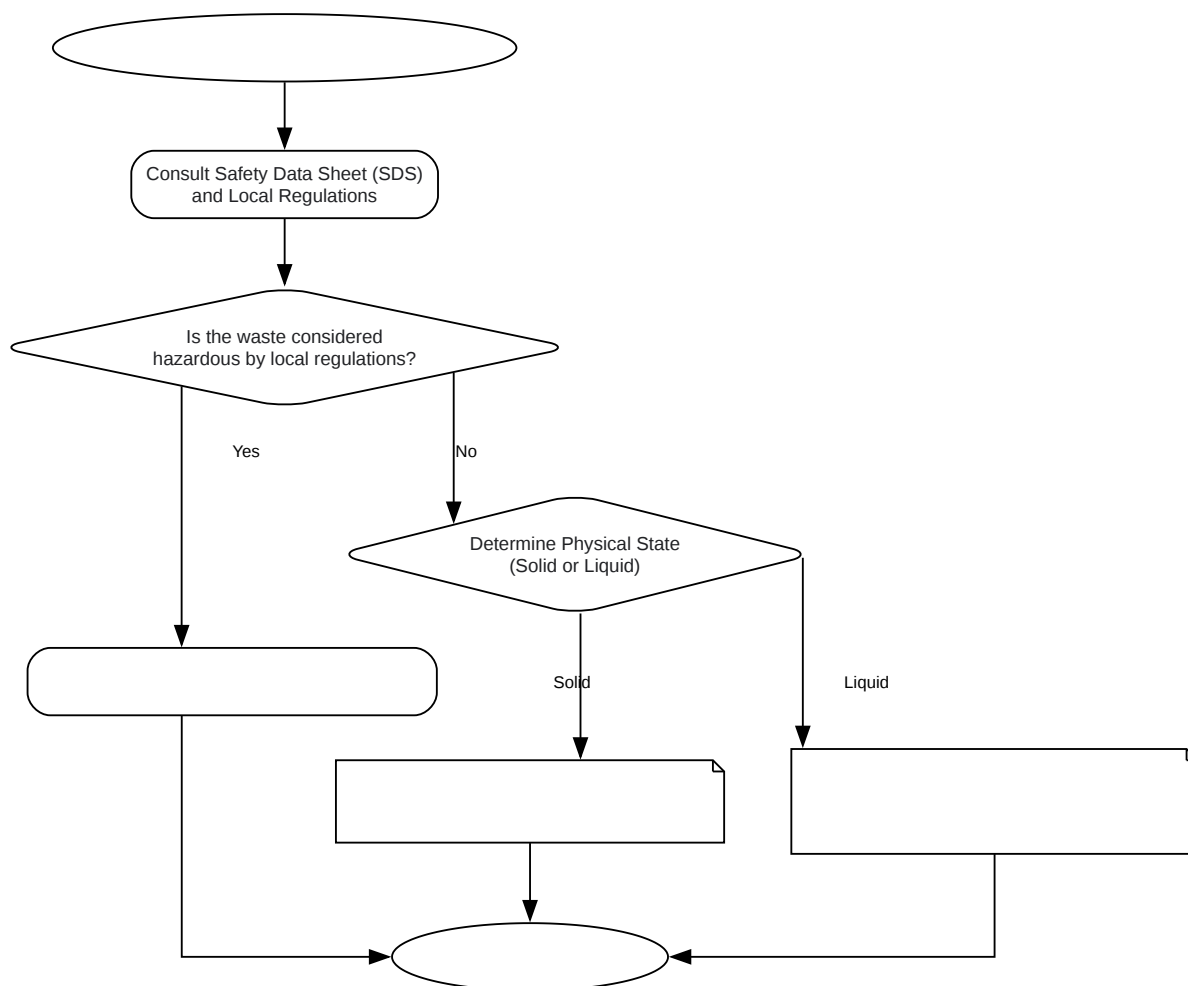 Consult Safety Data Sheet (SDS)
and Local Regulations
Is the waste considered
hazardous by local regulations?
Yes
No
Determine Physical State
(Solid or Liquid)
Solid
Liquid